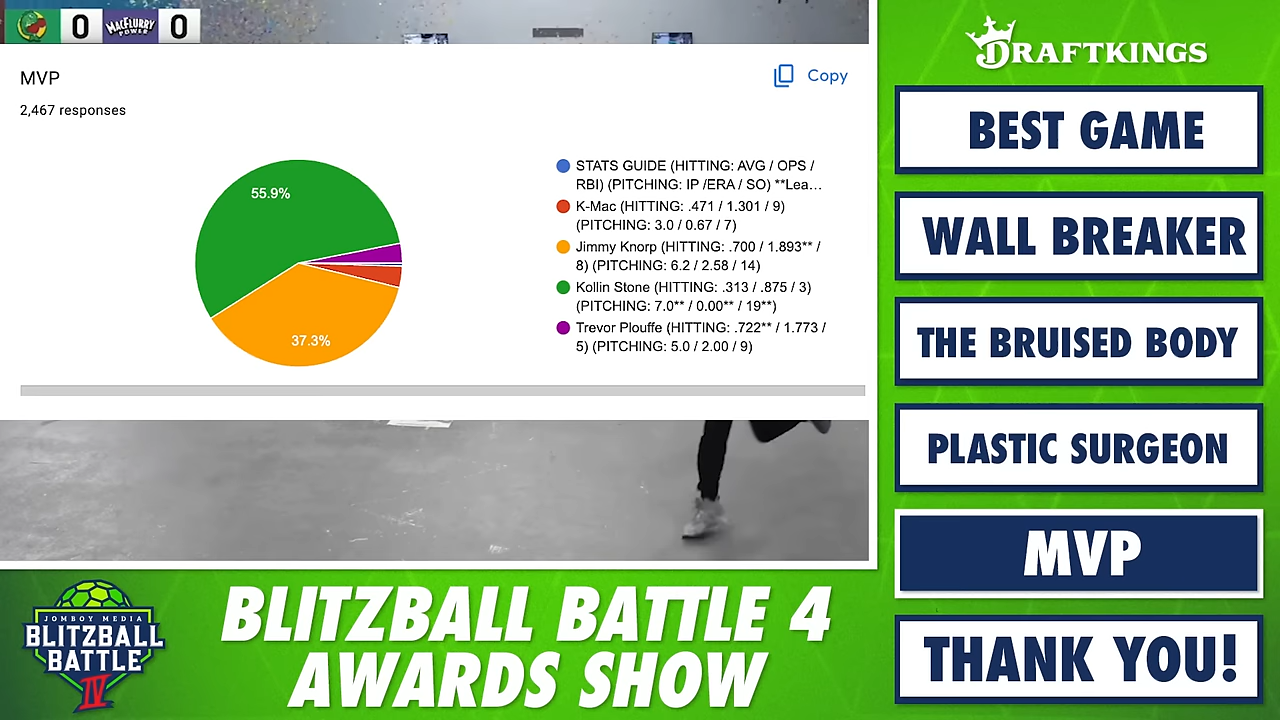 0
MACFLURRY
POWER
0
MVP
Copy
2,467 responses
55.9%
37.3%
STATS GUIDE (HITTING: AVG / OPS /
RBI) (PITCHING: IP /ERA / SO) **Lea...
K-Mac (HITTING: .471 / 1.301 / 9)
(PITCHING: 3.0 / 0.67 / 7)
Jimmy Knorp (HITTING: .700 / 1.893** /
8) (PITCHING: 6.2 / 2.58 / 14)
Kollin Stone (HITTING: .313 / .875 / 3)
(PITCHING: 7.0** / 0.00** / 19**)
Trevor Plouffe (HITTING: .722** / 1.773 /
5) (PITCHING: 5.0 / 2.00 / 9)
DRAFTKINGS
BEST GAME
WALL BREAKER
THE BRUISED BODY
PLASTIC SURGEON
MVP
THANK YOU!
JOMBOY MEDIA
BLITZBALL
BATTLE
IV
BLITZBALL BATTLE 4
AWARDS SHOW